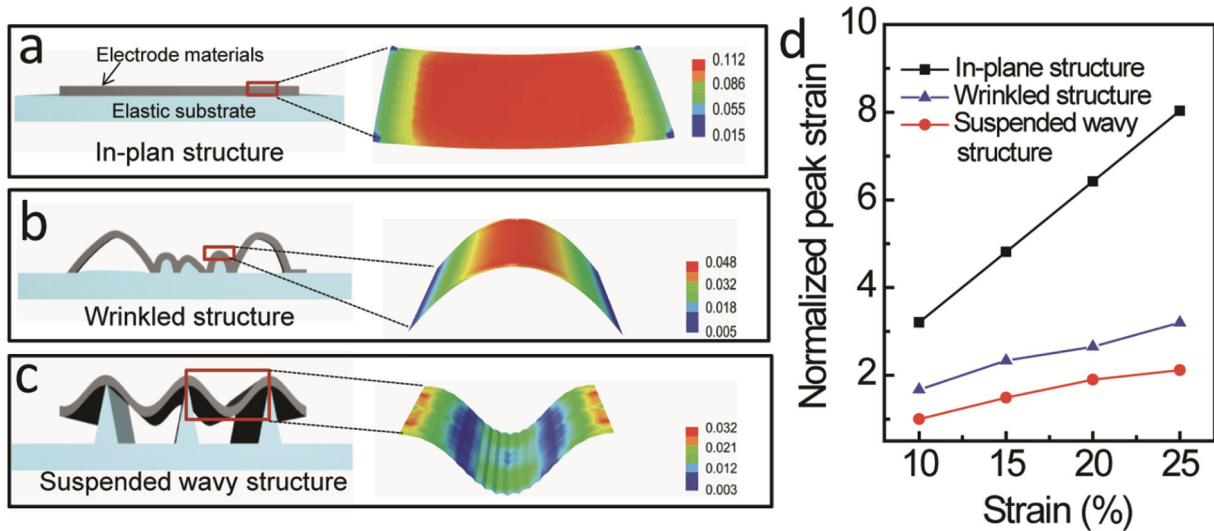 a
Electrode materials
Elastic substrate
In-plan structure
0.112
0.086
0.055
0.015
b
Wrinkled structure
0.048
0.032
0.018
0.005
c
Suspended wavy structure
0.032
0.021
0.012
0.003
d
Normalized peak strain
10
8
6
4
2
In-plane structure
Wrinkled structure
Suspended wavy
structure
10 15 20 25
Strain (%)